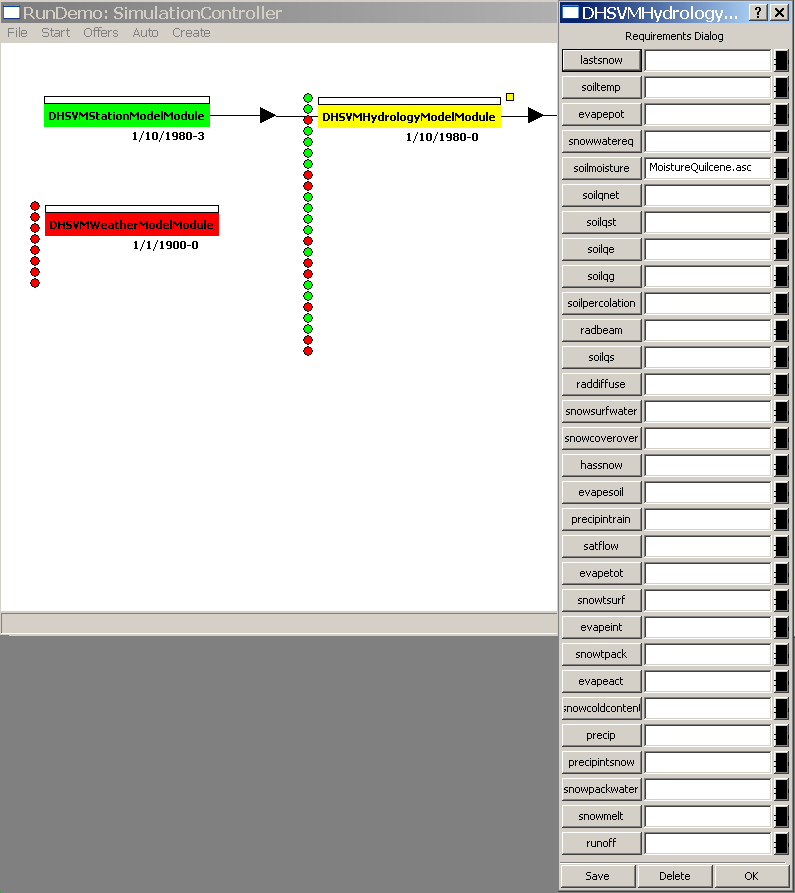 RunDemo: SimulationController
File Start Offers Auto Create
DHSVMStationModelModule
1/10/1980-3
DHSVMHydrologyModelModule
1/10/1980-0
DHSVMWeatherModelModule
1/1/1900-0
DHSVMHydrology...
Requirements Dialog
lastsnow
soiltemp
evapepot
snowwatereq
soilmoisture MoistureQuilcene.asc
soilqnet
soilqst
soilqe
soilqg
soilpercolation
radbeam
soilqs
raddiffuse
snowsurfwater
snowcoverover
hassnow
evapesoil
precipintrain
satflow
evapetot
snowtsurf
evapeint
snowtpack
evapeact
snowcoldcontent
precip
precipintsnow
snowpackwater
snowmelt
runoff
Save Delete OK